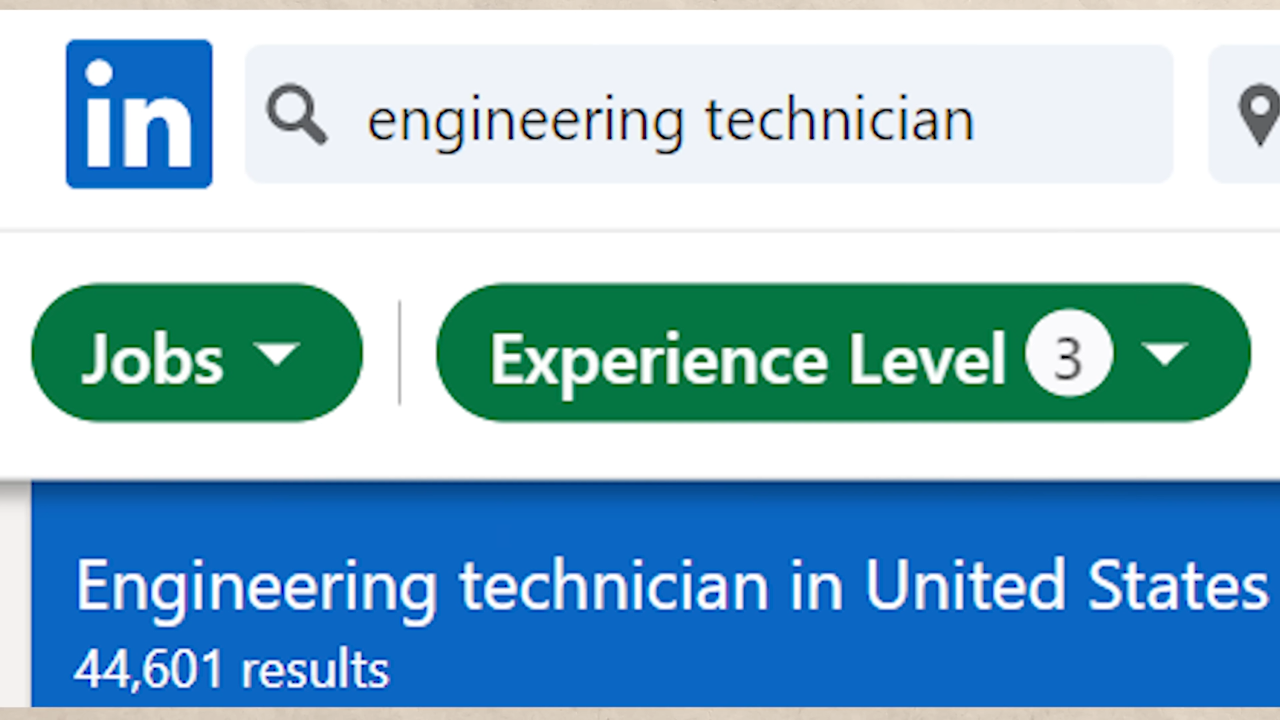 in
engineering technician
Jobs
Experience Level 3
Engineering technician in United States
44,601 results